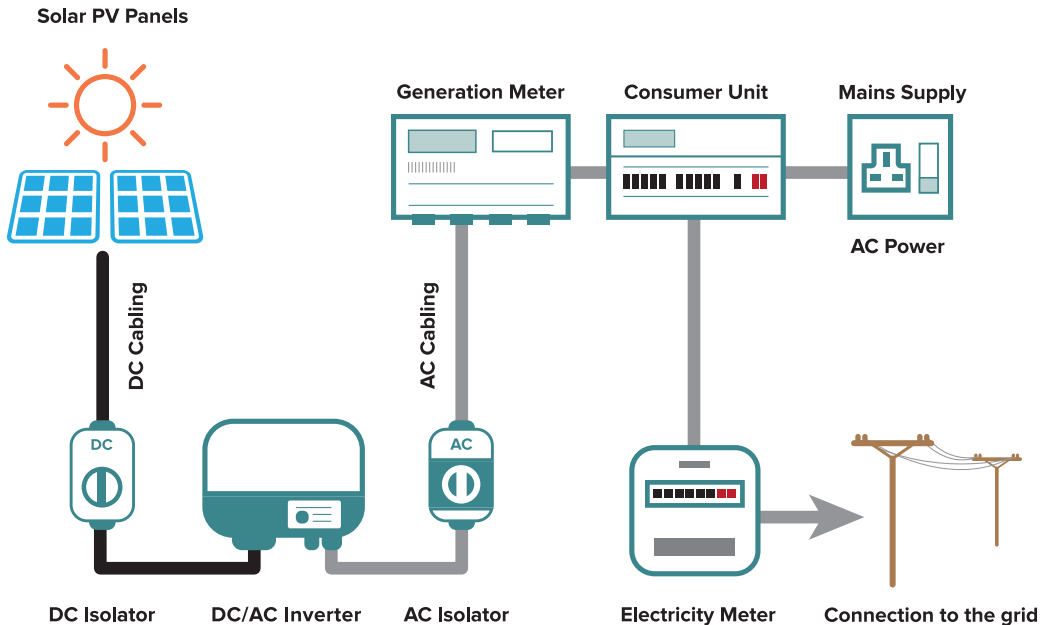 Solar PV Panels
Generation Meter
Consumer Unit
Mains Supply
AC Power
DC Cabling
AC Cabling
DC
AC
DC Isolator
DC/AC Inverter
AC Isolator
Electricity Meter
Connection to the grid